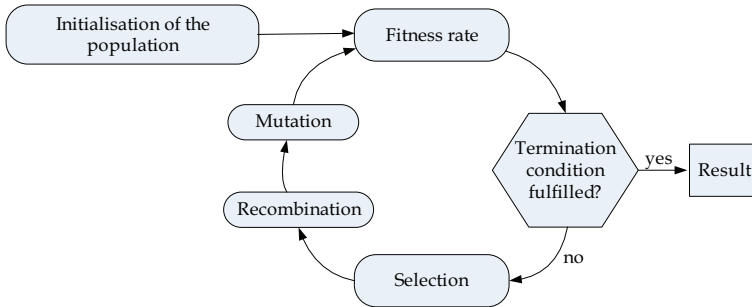 Initialisation of the
population
Fitness rate
Mutation
Termination
condition
fulfilled?
yes
Result
Recombination
no
Selection